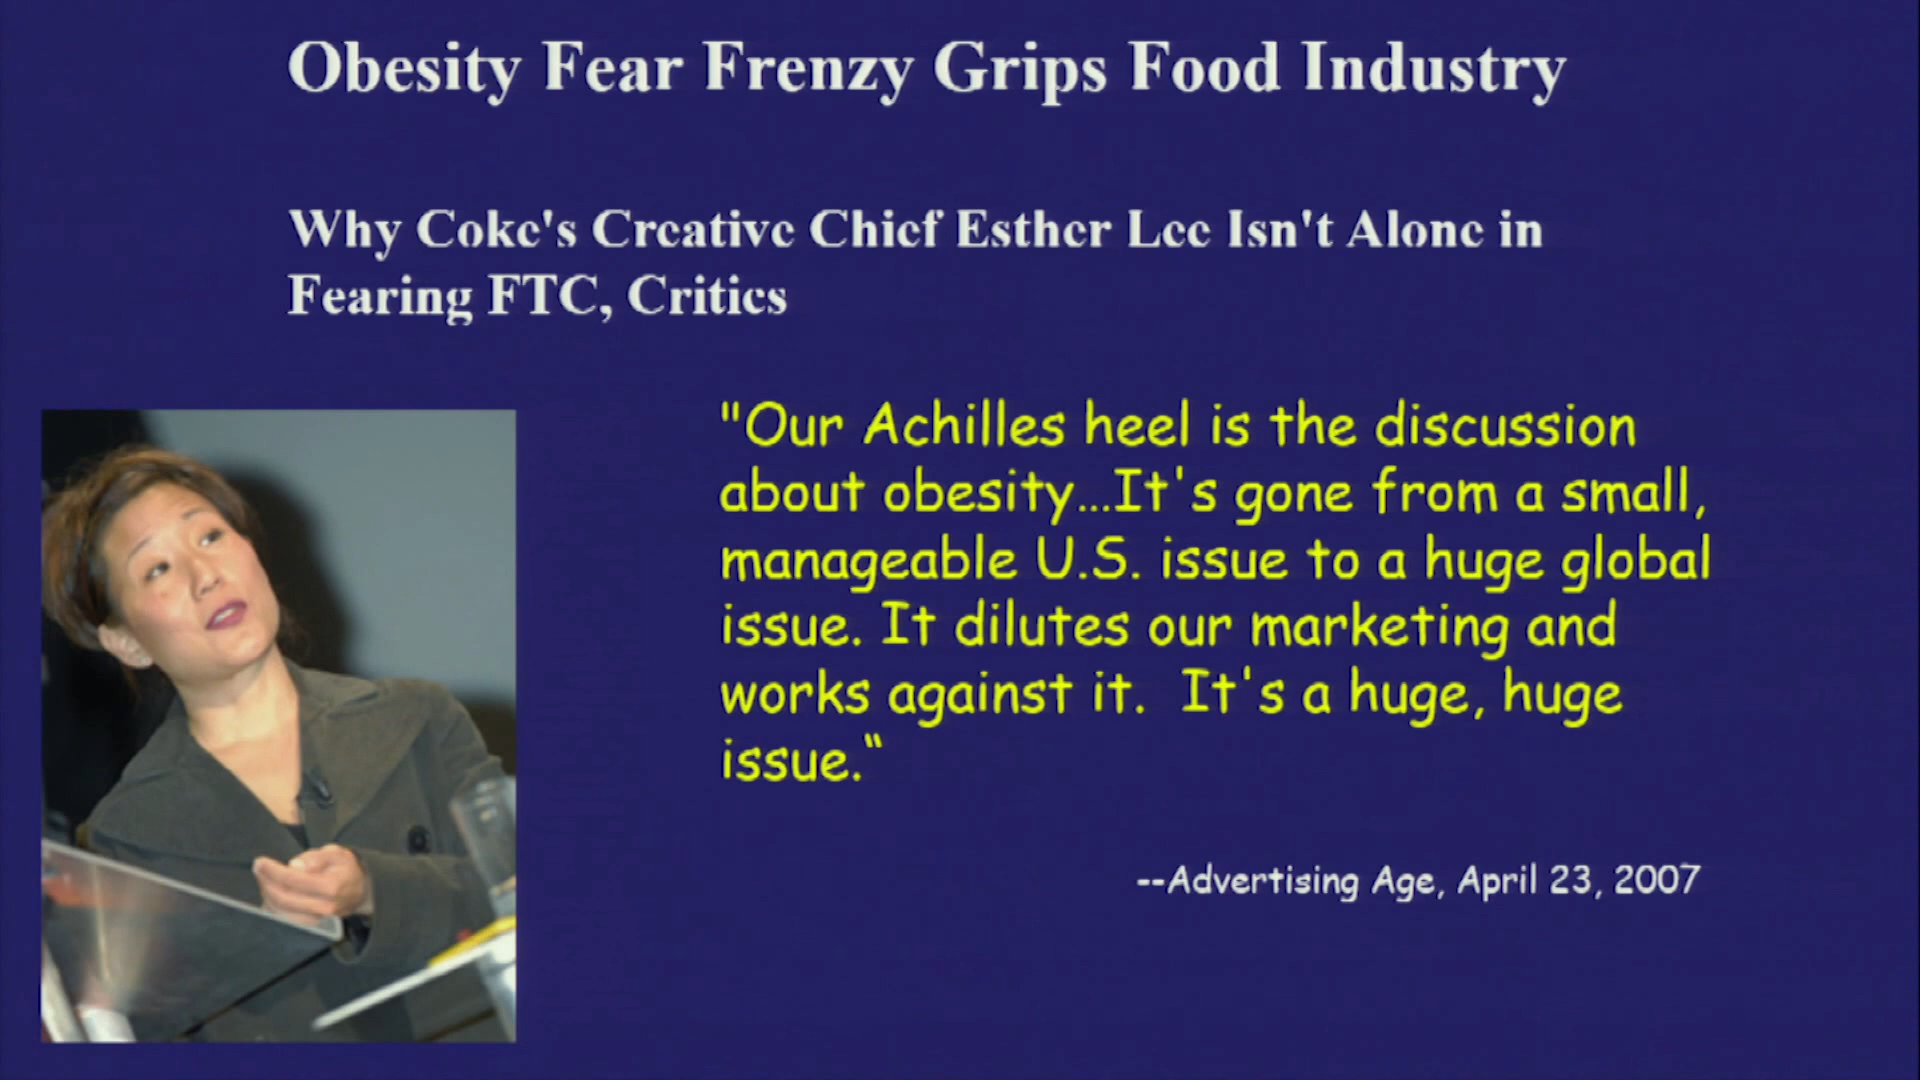 Obesity Fear Frenzy Grips Food Industry
Why Coke's Creative Chief Esther Lee Isn't Alone in
Fearing FTC, Critics
"Our Achilles heel is the discussion
about obesity...It's gone from a small,
manageable U.S. issue to a huge global
issue. It dilutes our marketing and
works against it.  It's a huge, huge
issue.“
--Advertising Age, April 23, 2007